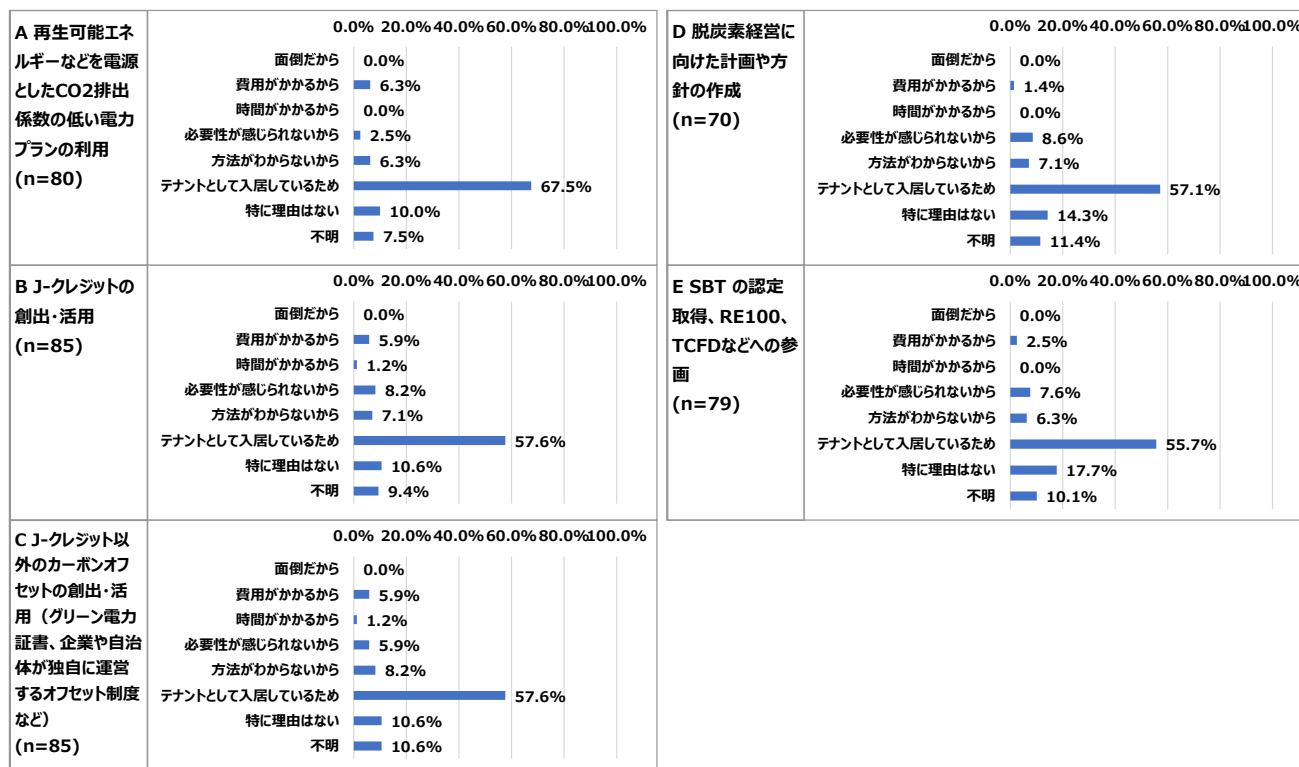 A 再生可能エネ
ルギーなどを電源
としたCO2排出
係数の低い電力
プランの利用
(n=80)
0.0% 20.0%40.0%60.0%80.0%100.0%
面倒だから 0.0%
費用がかかるから 6.3%
時間がかかるから 0.0%
必要性が感じられないから 2.5%
方法がわからないから 6.3%
テナントとして入居しているため 67.5%
特に理由はない 10.0%
不明 7.5%
B J-クレジットの
創出・活用
(n=85)
0.0% 20.0%40.0%60.0%80.0%100.0%
面倒だから 0.0%
費用がかかるから 5.9%
時間がかかるから 1.2%
必要性が感じられないから 8.2%
方法がわからないから 7.1%
テナントとして入居しているため 57.6%
特に理由はない 10.6%
不明 9.4%
C J-クレジット以
外のカーボンオフ
セットの創出・活
用（グリーン電力
証書、企業や自治
体が独自に運営
するオフセット制度
など）
(n=85)
0.0% 20.0%40.0%60.0%80.0%100.0%
面倒だから 0.0%
費用がかかるから 5.9%
時間がかかるから 1.2%
必要性が感じられないから 5.9%
方法がわからないから 8.2%
テナントとして入居しているため 57.6%
特に理由はない 10.6%
不明 10.6%
D 脱炭素経営に
向けた計画や方
針の作成
(n=70)
0.0% 20.0%40.0%60.0%80.0%100.0%
面倒だから 0.0%
費用がかかるから 1.4%
時間がかかるから 0.0%
必要性が感じられないから 8.6%
方法がわからないから 7.1%
テナントとして入居しているため 57.1%
特に理由はない 14.3%
不明 11.4%
E SBT の認定
取得、RE100、
TCFDなどへの参
画
(n=79)
0.0% 20.0%40.0%60.0%80.0%100.0%
面倒だから 0.0%
費用がかかるから 2.5%
時間がかかるから 0.0%
必要性が感じられないから 7.6%
方法がわからないから 6.3%
テナントとして入居しているため 55.7%
特に理由はない 17.7%
不明 10.1%